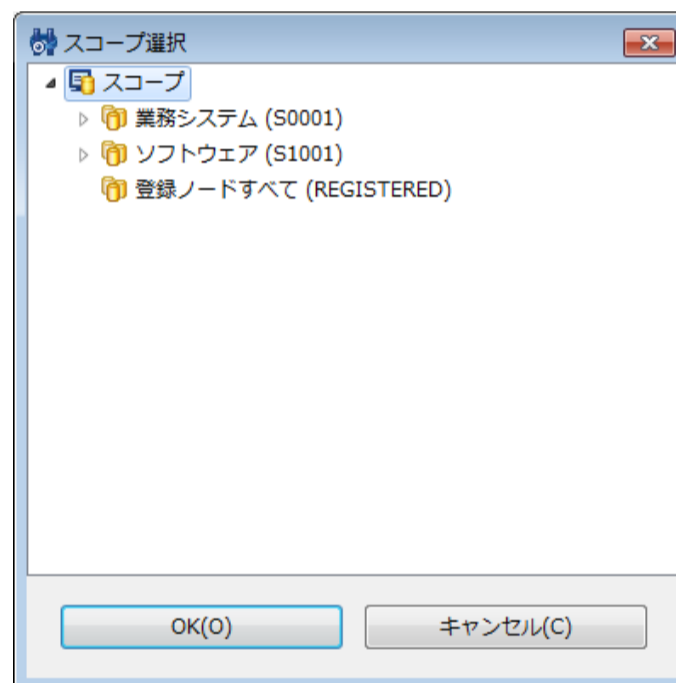 スコープ選択
スコープ
業務システム (S0001)
ソフトウェア (S1001)
登録ノードすべて (REGISTERED)
OK(O)
キャンセル(C)